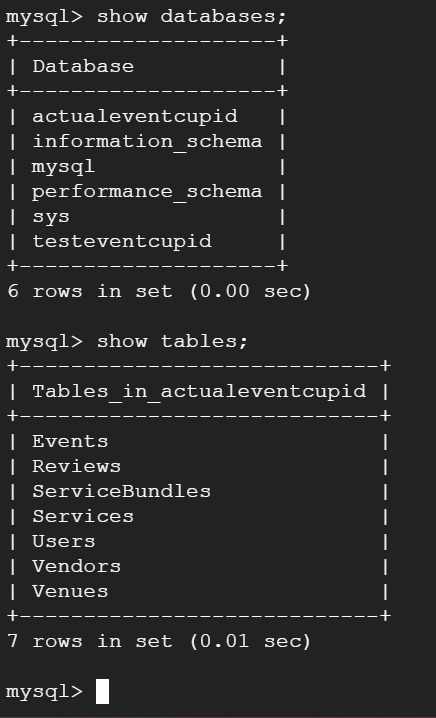 mysql> show databases;
+--------------------+
| Database           |
+--------------------+
| actualeventcupid   |
| information_schema |
| mysql              |
| performance_schema |
| sys                |
| testeventcupid     |
+--------------------+
6 rows in set (0.00 sec)

mysql> show tables;
+----------------------------+
| Tables_in_actualeventcupid |
+----------------------------+
| Events                     |
| Reviews                    |
| ServiceBundles             |
| Services                   |
| Users                      |
| Vendors                    |
| Venues                     |
+----------------------------+
7 rows in set (0.01 sec)

mysql>